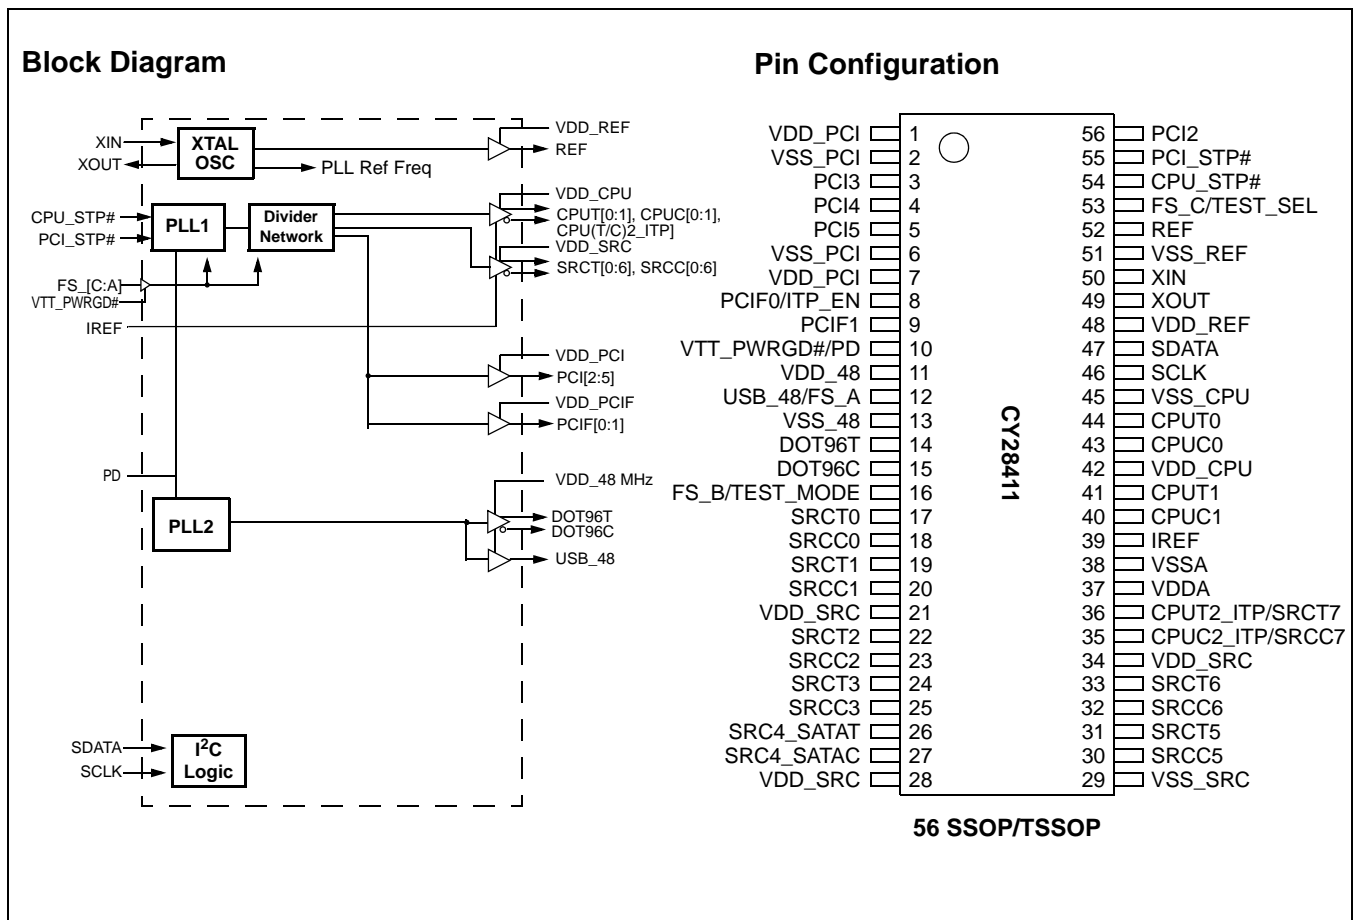 Block Diagram
XIN
XOUT
XTAL
OSC
VDD_REF
REF
PLL Ref Freq
CPU_STP#
PCI_STP#
PLL1
Divider
Network
VDD_CPU
CPUT[0:1], CPUC[0:1],
CPU(T/C)2_ITP]
VDD_SRC
SRCT[0:6], SRCC[0:6]
FS_[C:A]
VTT_PWRGD#
IREF
VDD_PCI
PCI[2:5]
VDD_PCIF
PCIF[0:1]
PD
VDD_48 MHz
PLL2
DOT96T
DOT96C
USB_48
SDATA
SCLK
I2C
Logic
Pin Configuration
VDD_PCI 1 56 PCI2
VSS_PCI 2 55 PCI_STP#
PCI3 3 54 CPU_STP#
PCI4 4 53 FS_C/TEST_SEL
PCI5 5 52 REF
VSS_PCI 6 51 VSS_REF
VDD_PCI 7 50 XIN
PCIF0/ITP_EN 8 49 XOUT
PCIF1 9 48 VDD_REF
VTT_PWRGD#/PD 10 47 SDATA
VDD_48 11 46 SCLK
USB_48/FS_A 12 45 VSS_CPU
VSS_48 13 44 CPUT0
DOT96T 14 43 CPUC0
DOT96C 15 42 VDD_CPU
FS_B/TEST_MODE 16 41 CPUT1
SRCT0 17 40 CPUC1
SRCC0 18 39 IREF
SRCT1 19 38 VSSA
SRCC1 20 37 VDDA
VDD_SRC 21 36 CPUT2_ITP/SRCT7
SRCT2 22 35 CPUC2_ITP/SRCC7
SRCC2 23 34 VDD_SRC
SRCT3 24 33 SRCT6
SRCC3 25 32 SRCC6
SRC4_SATAT 26 31 SRCT5
SRC4_SATAC 27 30 SRCC5
VDD_SRC 28 29 VSS_SRC
CY28411
56 SSOP/TSSOP